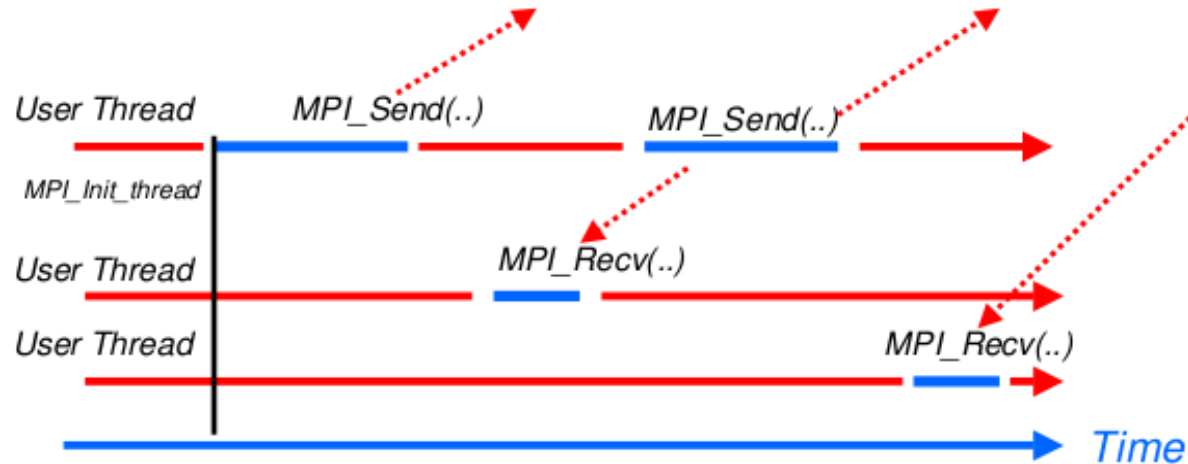 User Thread
MPI_Send(..)
MPI_Send(..)
MPI_Init_thread
User Thread
MPI_Recv(..)
User Thread
MPI_Recv(..)
Time